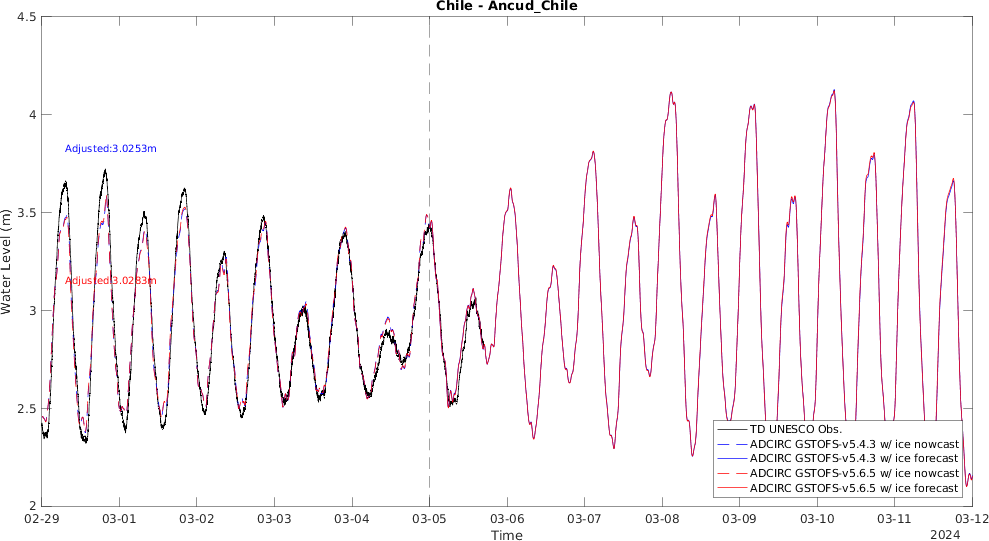 Chile - Ancud_Chile
4.5
4
3.5
3
2.5
2
Water Level (m)
Adjusted:3.0253m
Adjusted:3.0283m
TD UNESCO Obs.
ADCIRC GSTOFS-v5.4.3 w/ ice nowcast
ADCIRC GSTOFS-v5.4.3 w/ ice forecast
ADCIRC GSTOFS-v5.6.5 w/ ice nowcast
ADCIRC GSTOFS-v5.6.5 w/ ice forecast
02-29 03-01 03-02 03-03 03-04 03-05 03-06 03-07 03-08 03-09 03-10 03-11 03-12
Time
2024